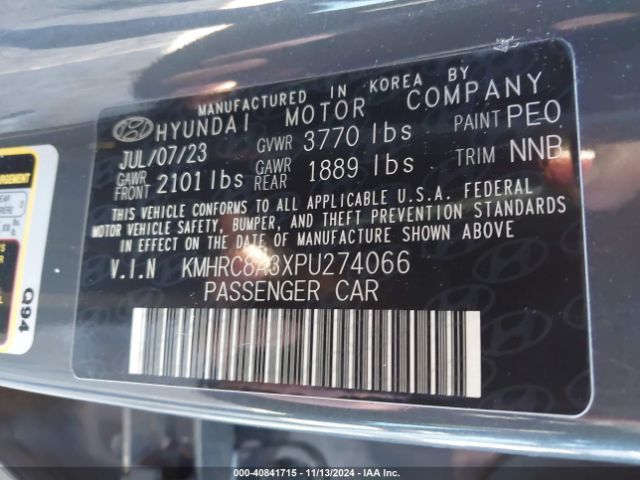 MANUFACTURED IN KOREA BY
HYUNDAI MOTOR COMPANY
JUL/07/23 GVWR 3770 lbs PAINT PEO
GAWR FRONT 2101 lbs GAWR REAR 1889 lbs TRIM NNB
THIS VEHICLE CONFORMS TO ALL APPLICABLE U.S.A. FEDERAL
MOTOR VEHICLE SAFETY, BUMPER, AND THEFT PREVENTION STANDARDS
IN EFFECT ON THE DATE OF MANUFACTURE SHOWN ABOVE
V.I.N KMHRC8A3XPU274066
PASSENGER CAR
G94
000-40841715 - 11/13/2024 - IAA Inc.